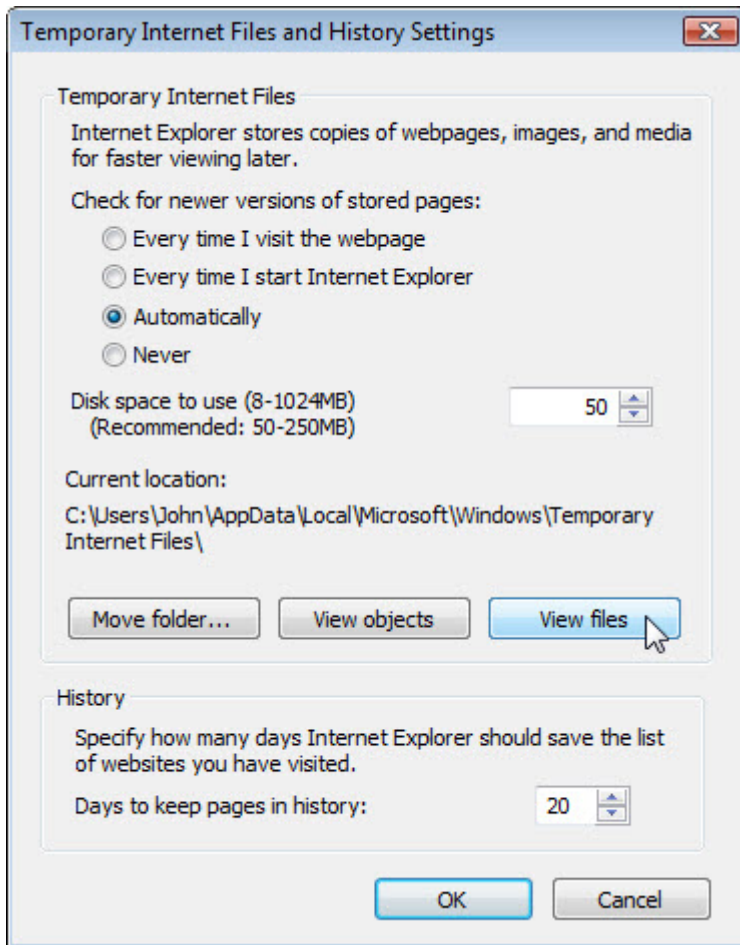 Temporary Internet Files and History Settings
Temporary Internet Files
Internet Explorer stores copies of webpages, images, and media
for faster viewing later.
Check for newer versions of stored pages:
Every time I visit the webpage
Every time I start Internet Explorer
Automatically
Never
Disk space to use (8-1024MB)
(Recommended: 50-250MB)
50
Current location:
C:\Users\John\AppData\Local\Microsoft\Windows\Temporary
Internet Files\
Move folder... View objects View files
History
Specify how many days Internet Explorer should save the list
of websites you have visited.
Days to keep pages in history: 20
OK Cancel